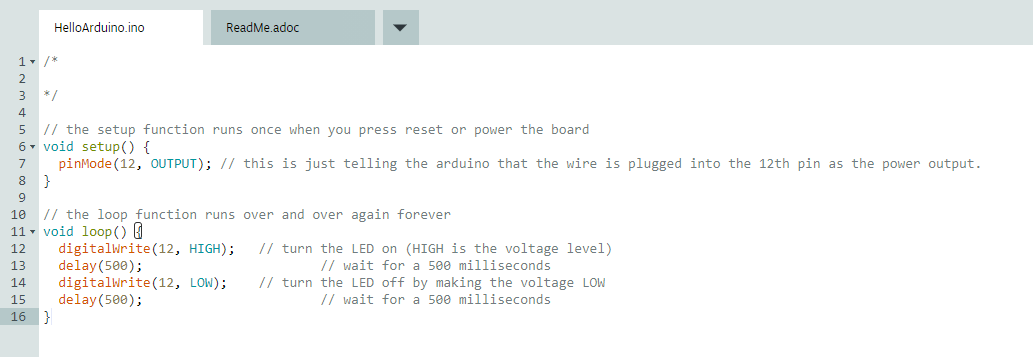 HelloArduino.ino ReadMe.adoc
1 /*
2
3 */
4
5 // the setup function runs once when you press reset or power the board
6 void setup() {
7   pinMode(12, OUTPUT); // this is just telling the arduino that the wire is plugged into the 12th pin as the power output.
8 }
9
10 // the loop function runs over and over again forever
11 void loop() {
12   digitalWrite(12, HIGH);   // turn the LED on (HIGH is the voltage level)
13   delay(500);                       // wait for a 500 milliseconds
14   digitalWrite(12, LOW);    // turn the LED off by making the voltage LOW
15   delay(500);                       // wait for a 500 milliseconds
16 }